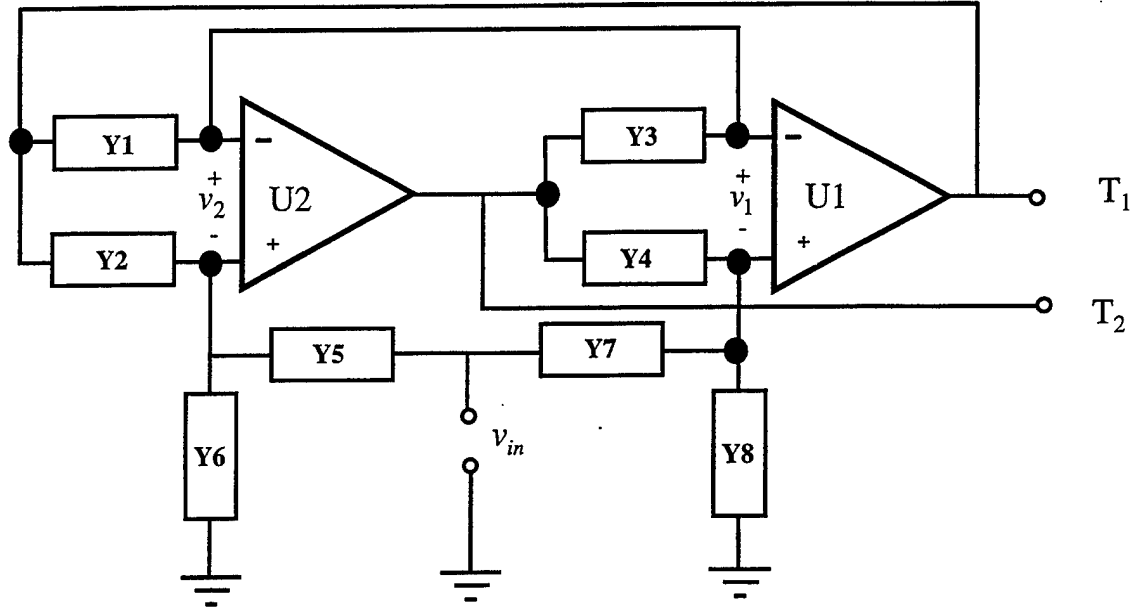 Y1
−
+
v2
-
U2
+
Y2
Y3
−
+
v1
-
U1
+
Y4
T1
T2
Y5
Y7
vin
Y6
Y8